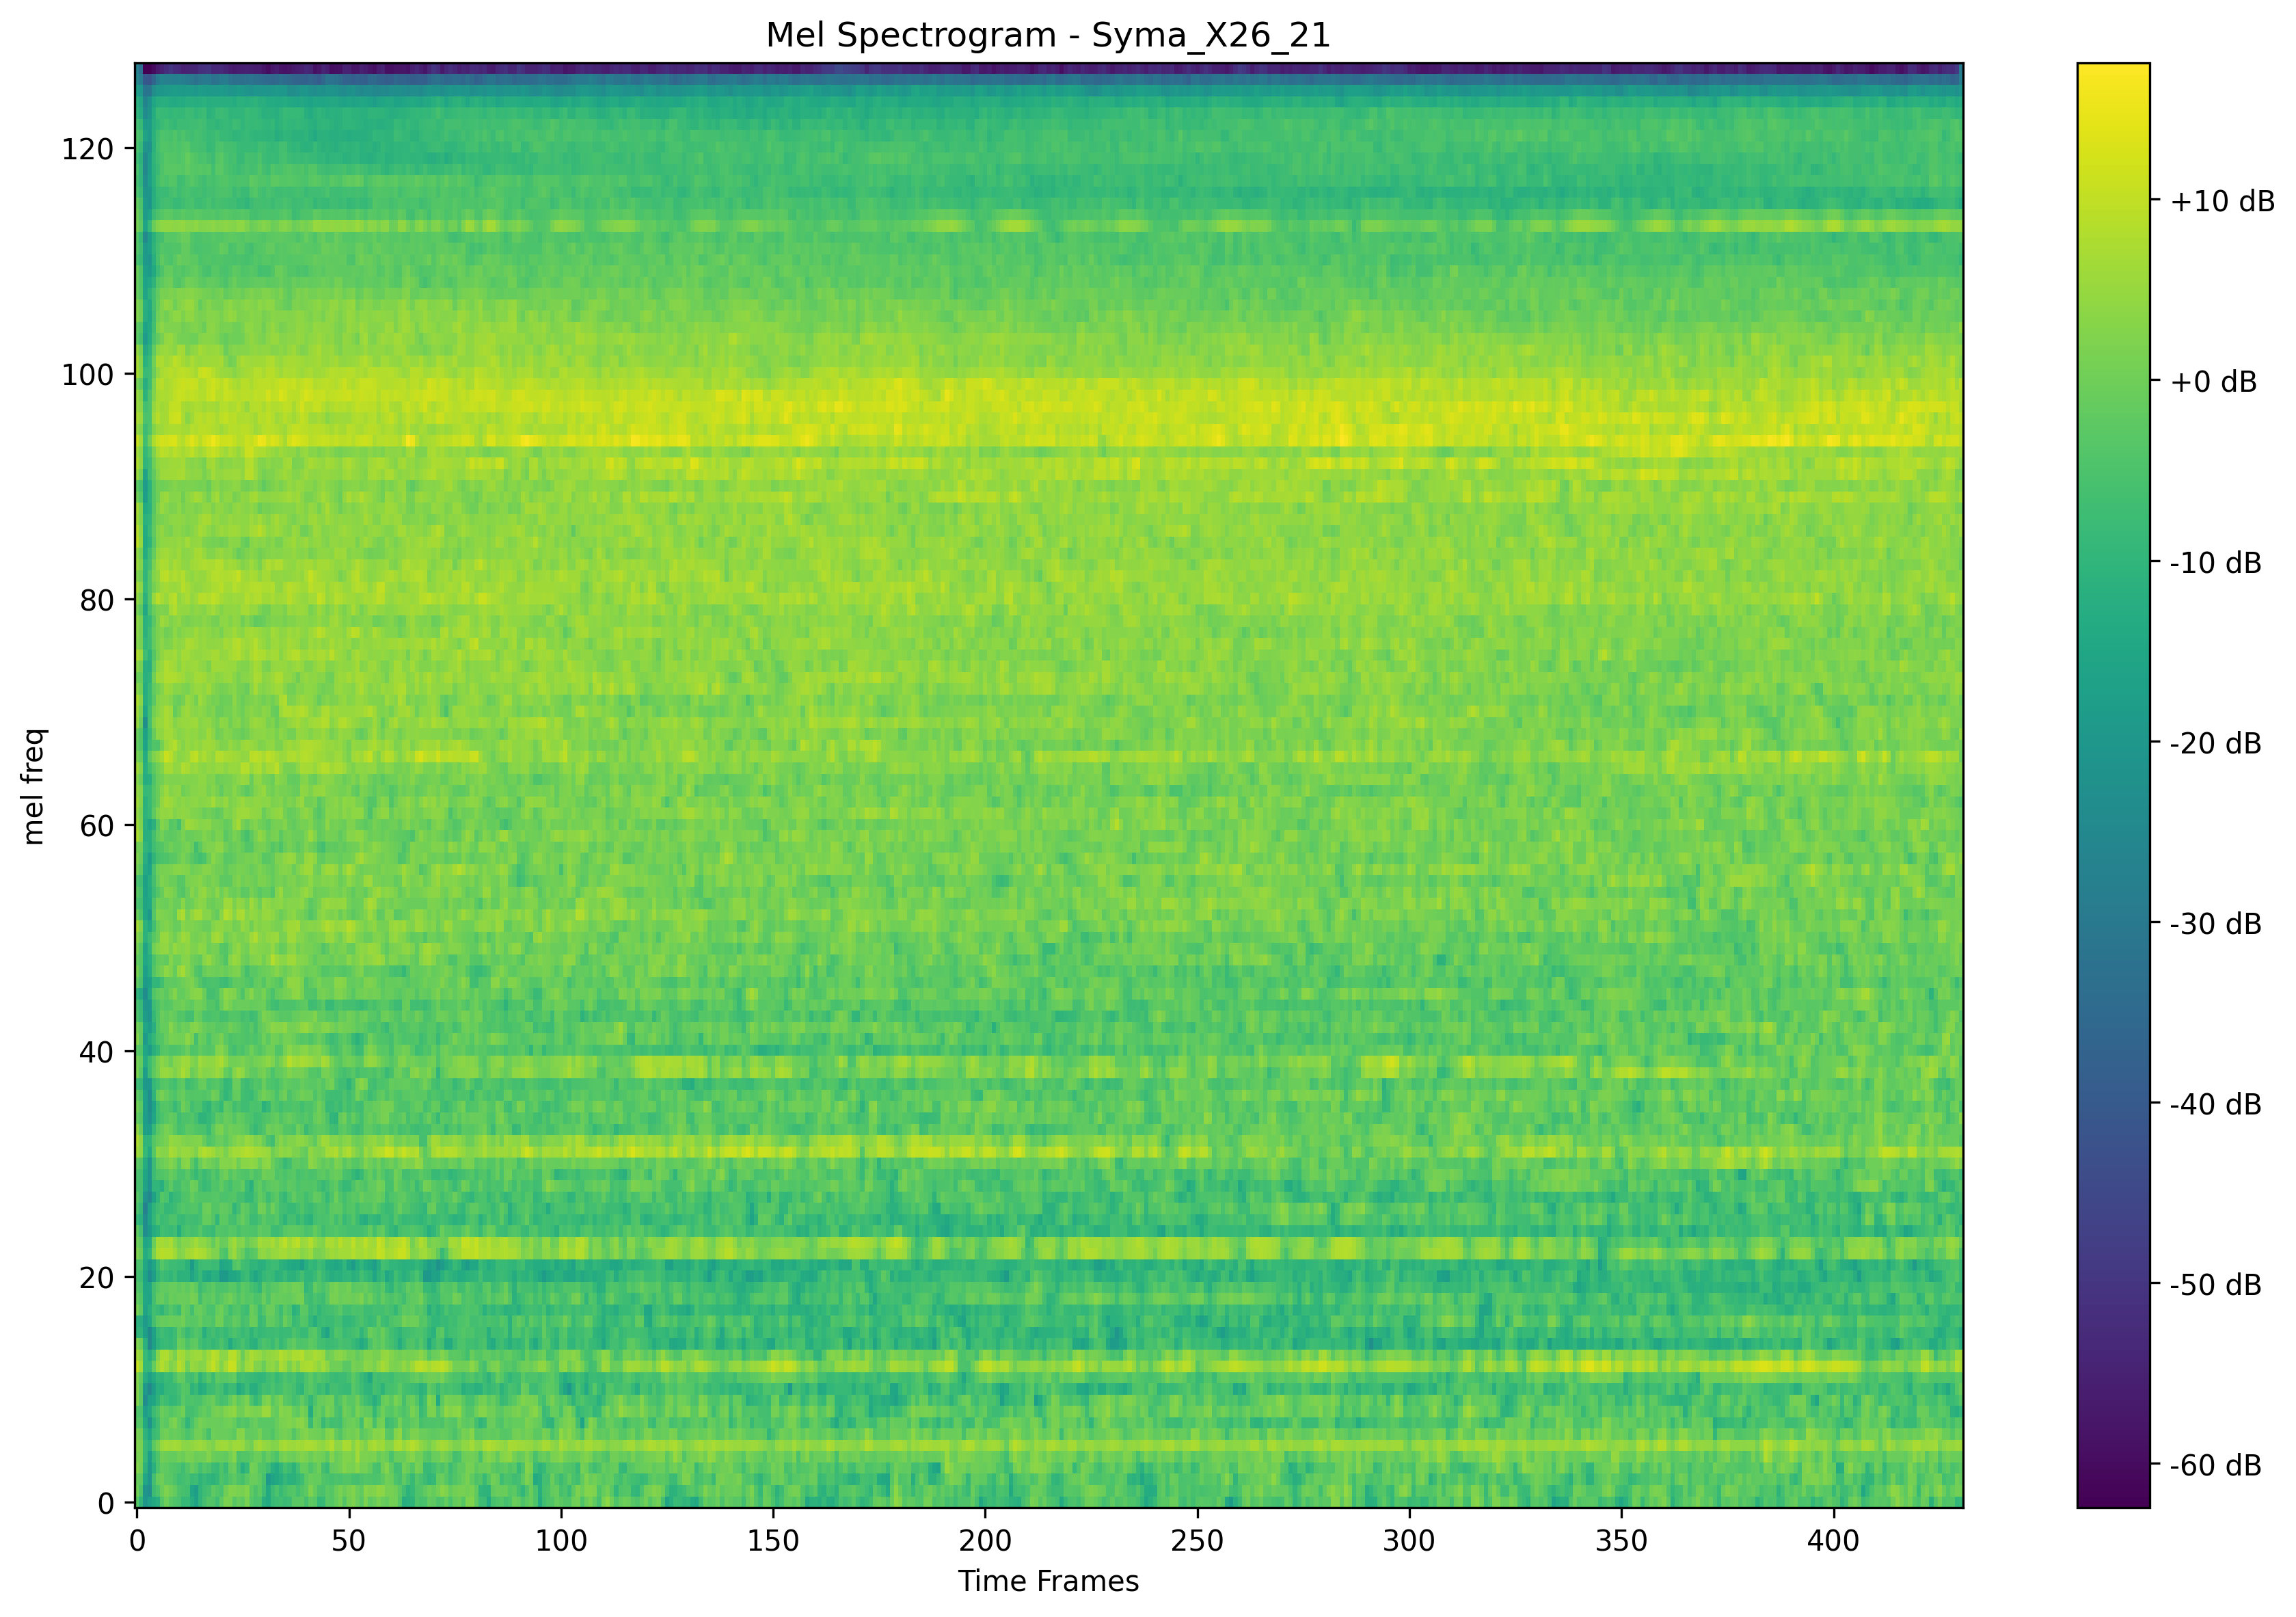 Mel Spectrogram - Syma_X26_21
mel freq
120
100
80
60
40
20
0
0 50 100 150 200 250 300 350 400
Time Frames
+10 dB
+0 dB
-10 dB
-20 dB
-30 dB
-40 dB
-50 dB
-60 dB